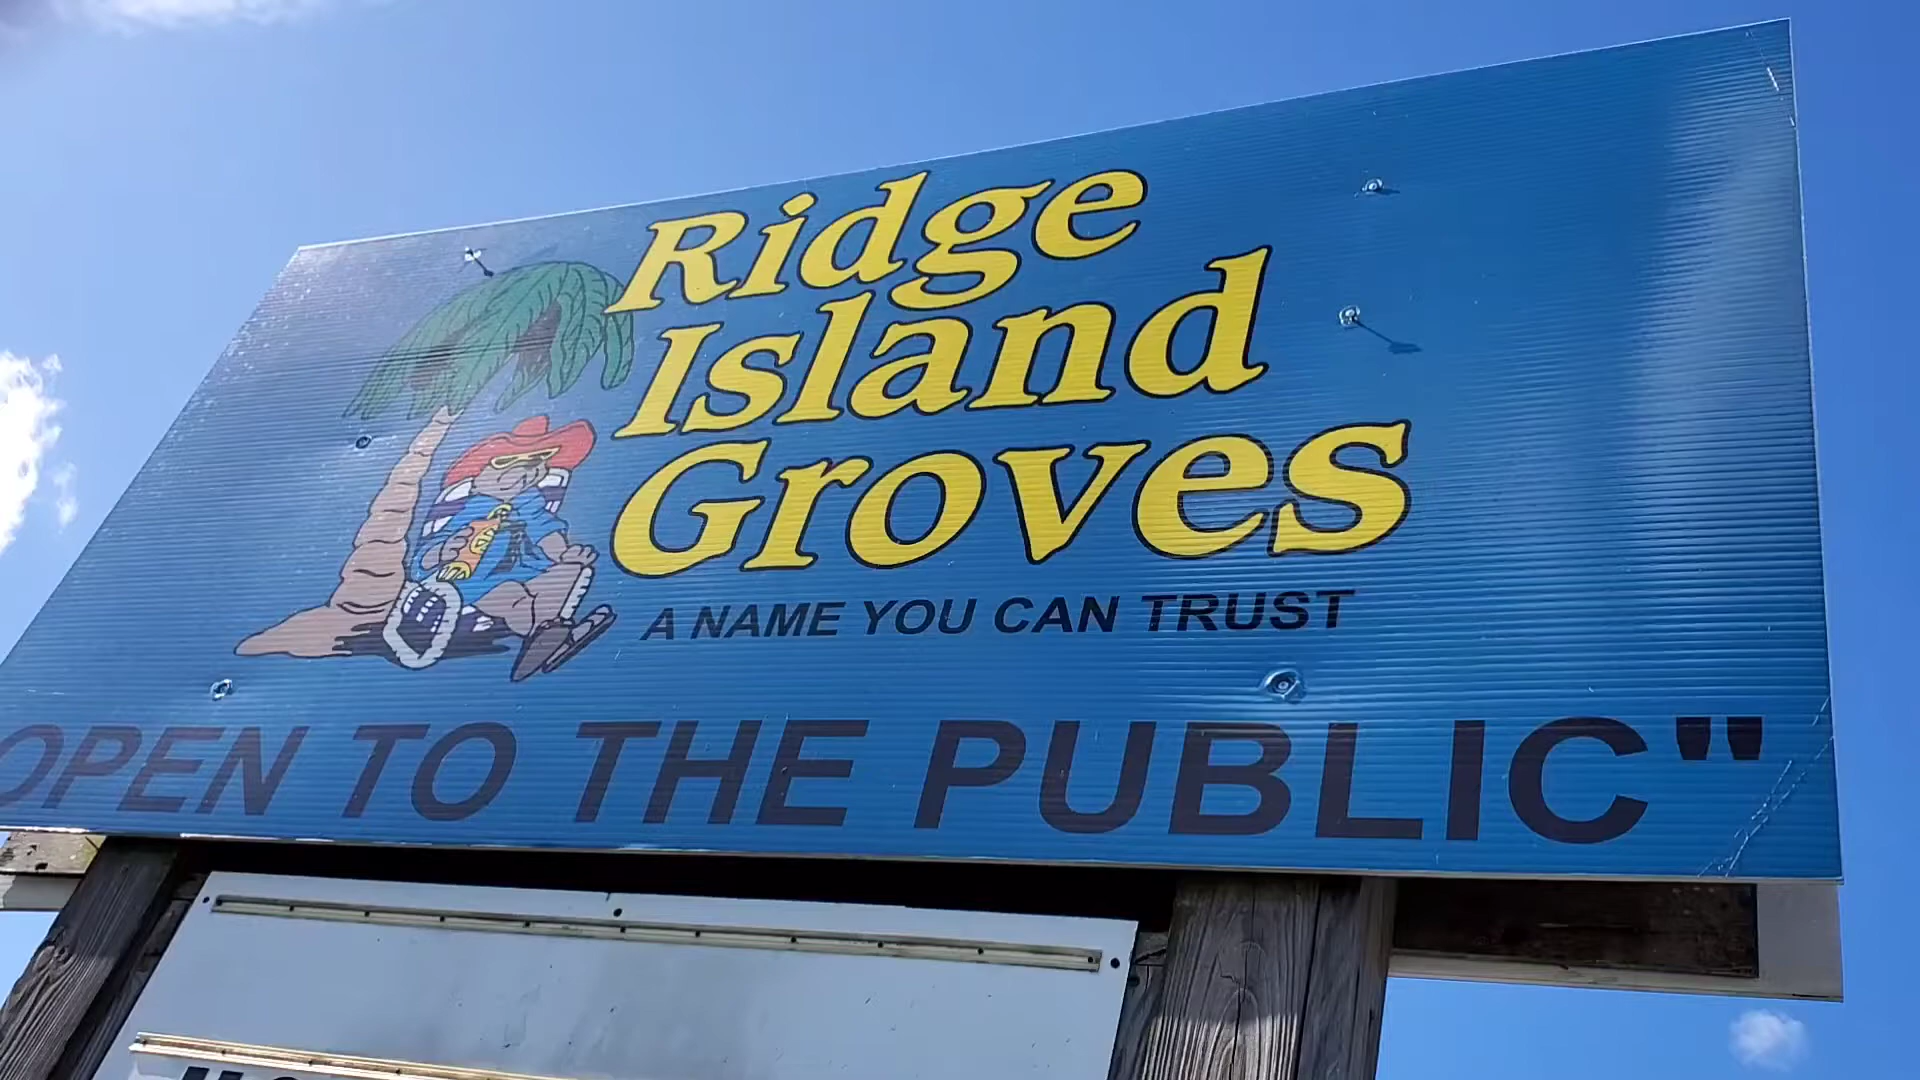 Ridge
Island
Groves
A NAME YOU CAN TRUST
OPEN TO THE PUBLIC"